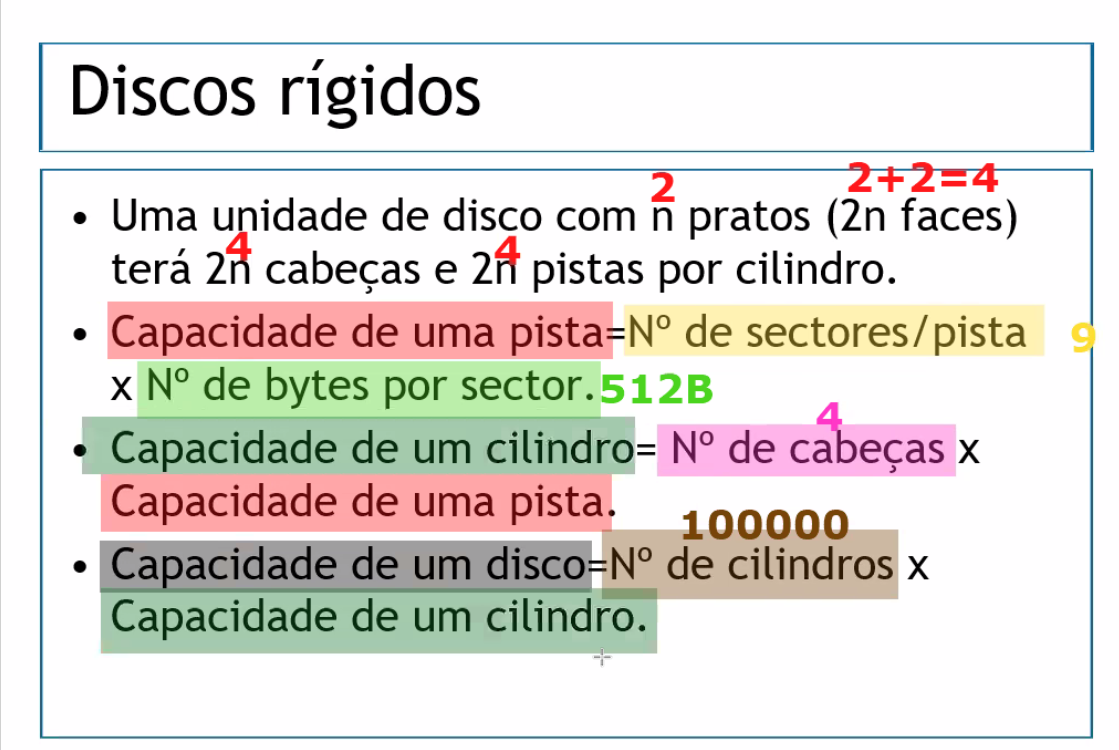 Discos rígidos
2 2+2=4
• Uma unidade de disco com n pratos (2n faces)
4 4
terá 2n cabeças e 2n pistas por cilindro.
• Capacidade de uma pista=Nº de sectores/pista 9
x Nº de bytes por sector. 512B
4
• Capacidade de um cilindro= Nº de cabeças x
Capacidade de uma pista.
100000
• Capacidade de um disco=Nº de cilindros x
Capacidade de um cilindro.